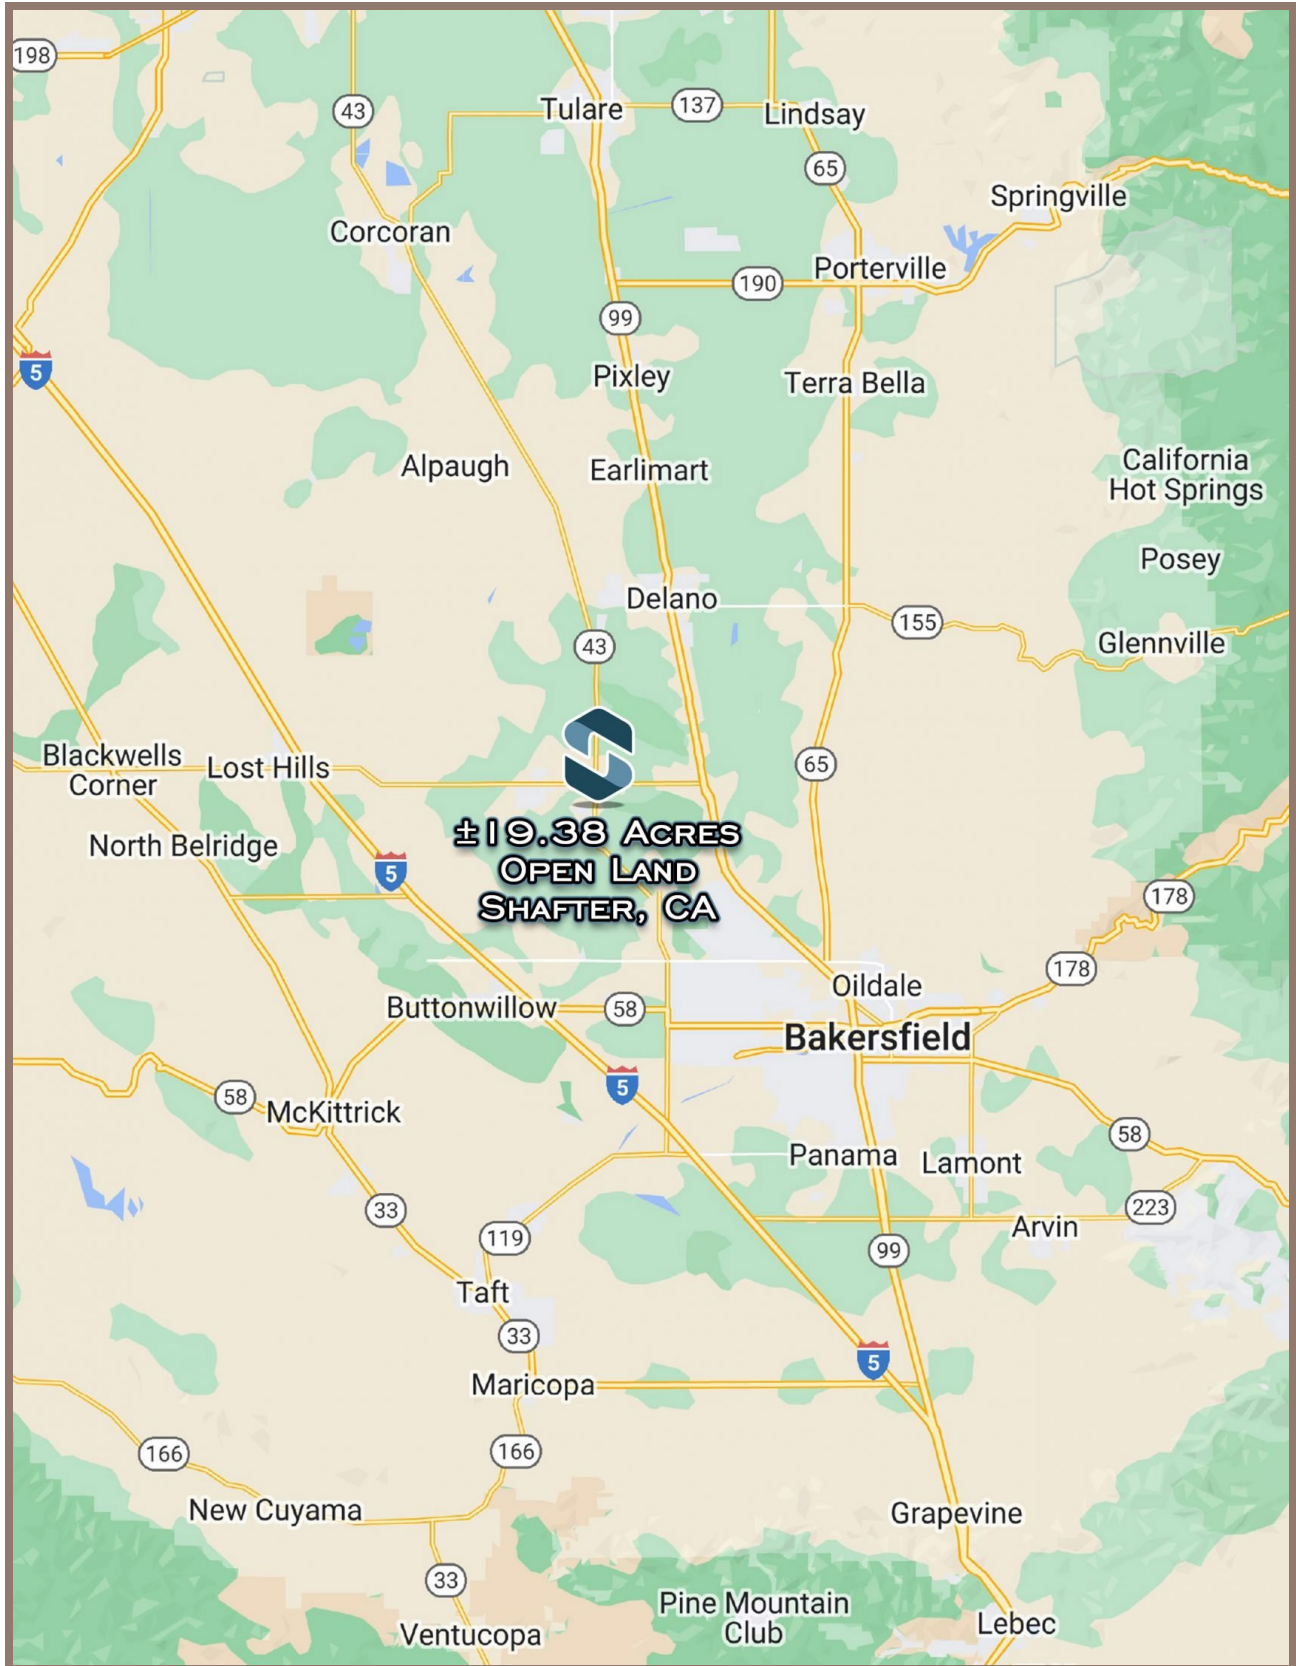 198
43
Tulare
137
Lindsay
65
Springville
Corcoran
Porterville
190
99
5
Pixley
Terra Bella
Alpaugh
Earlimart
California
Hot Springs
Posey
Delano
155
43
Glennville
Blackwells
Corner
Lost Hills
65
±19.38 Acres
Open Land
Shafter, CA
North Belridge
5
178
178
Oildale
Buttonwillow
58
Bakersfield
5
58
McKittrick
58
Panama
Lamont
33
223
119
Arvin
99
Taft
33
5
Maricopa
166
166
New Cuyama
Grapevine
33
Pine Mountain
Club
Ventucopa
Lebec